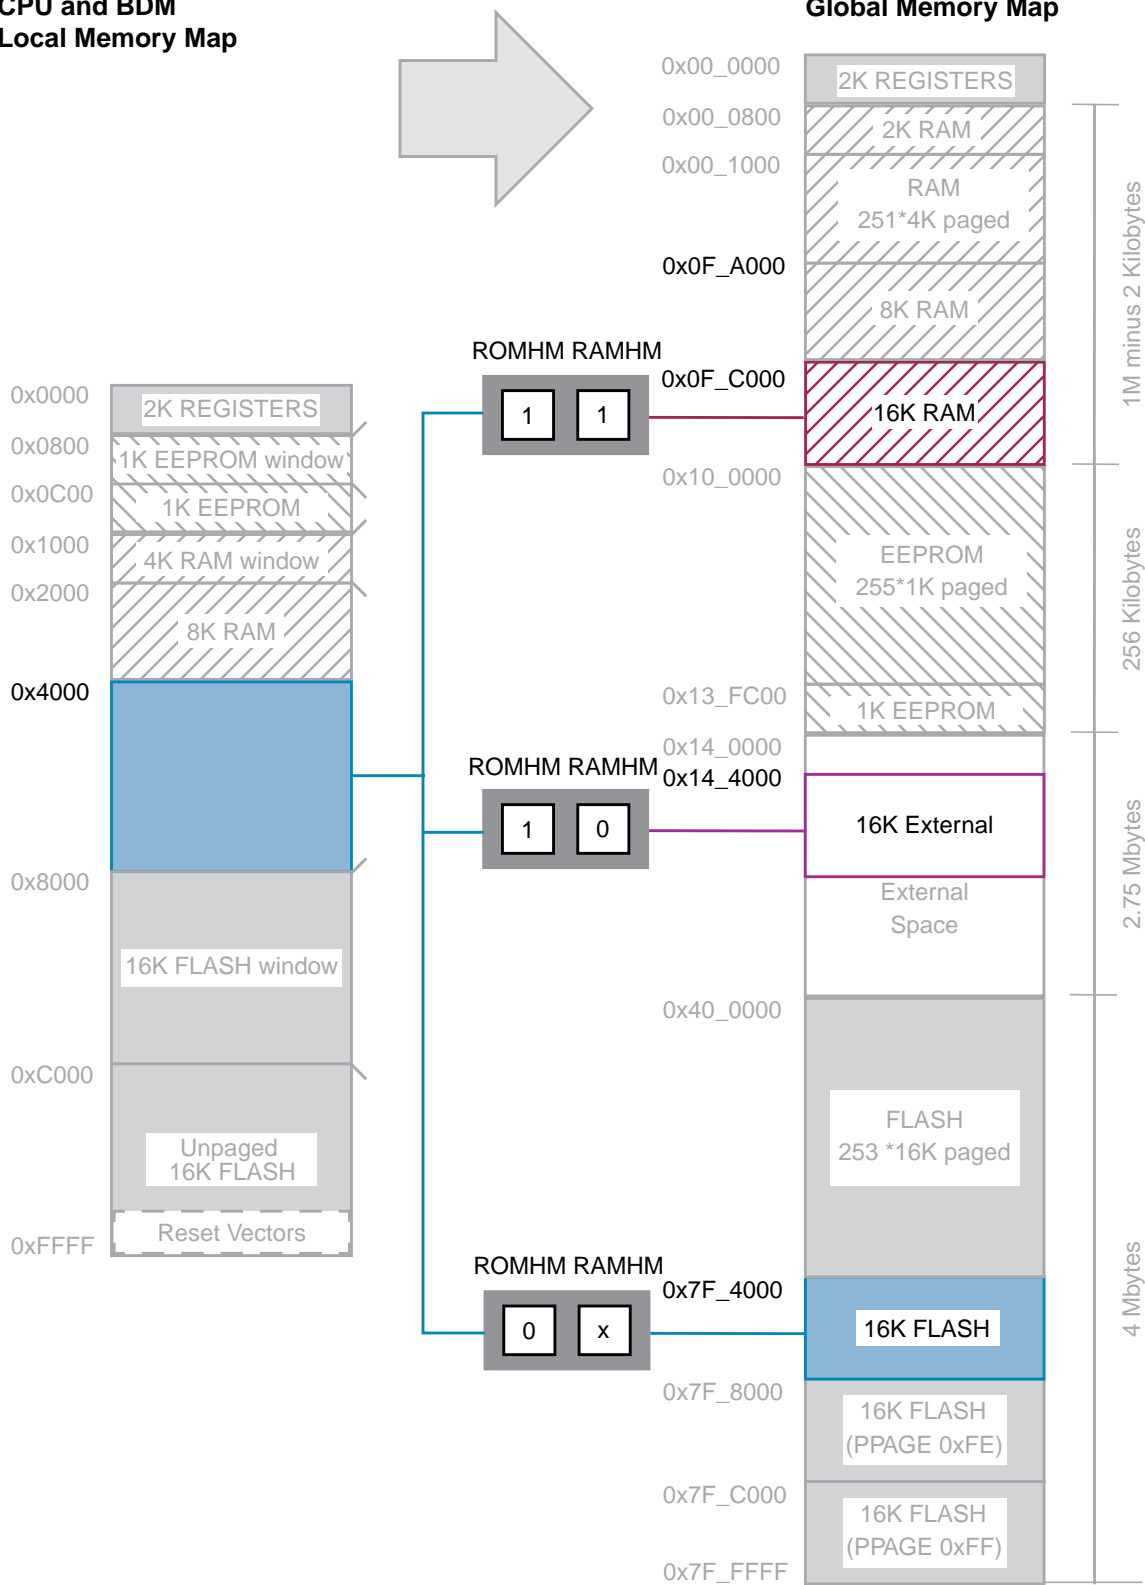 CPU and BDM
Local Memory Map
Global Memory Map
0x00_0000
2K REGISTERS
0x00_0800
2K RAM
0x00_1000
RAM
251*4K paged
0x0F_A000
8K RAM
1M minus 2 Kilobytes
ROMHM RAMHM
0x0F_C000
1
1
16K RAM
0x10_0000
EEPROM
255*1K paged
256 Kilobytes
0x13_FC00
1K EEPROM
0x14_0000
ROMHM RAMHM
0x14_4000
1
0
16K External
External
Space
2.75 Mbytes
0x40_0000
FLASH
253 *16K paged
ROMHM RAMHM
0x7F_4000
0
x
16K FLASH
4 Mbytes
0x7F_8000
16K FLASH
(PPAGE 0xFE)
0x7F_C000
16K FLASH
(PPAGE 0xFF)
0x7F_FFFF
0x0000
2K REGISTERS
0x0800
1K EEPROM window
0x0C00
1K EEPROM
0x1000
4K RAM window
0x2000
8K RAM
0x4000
0x8000
16K FLASH window
0xC000
Unpaged
16K FLASH
Reset Vectors
0xFFFF